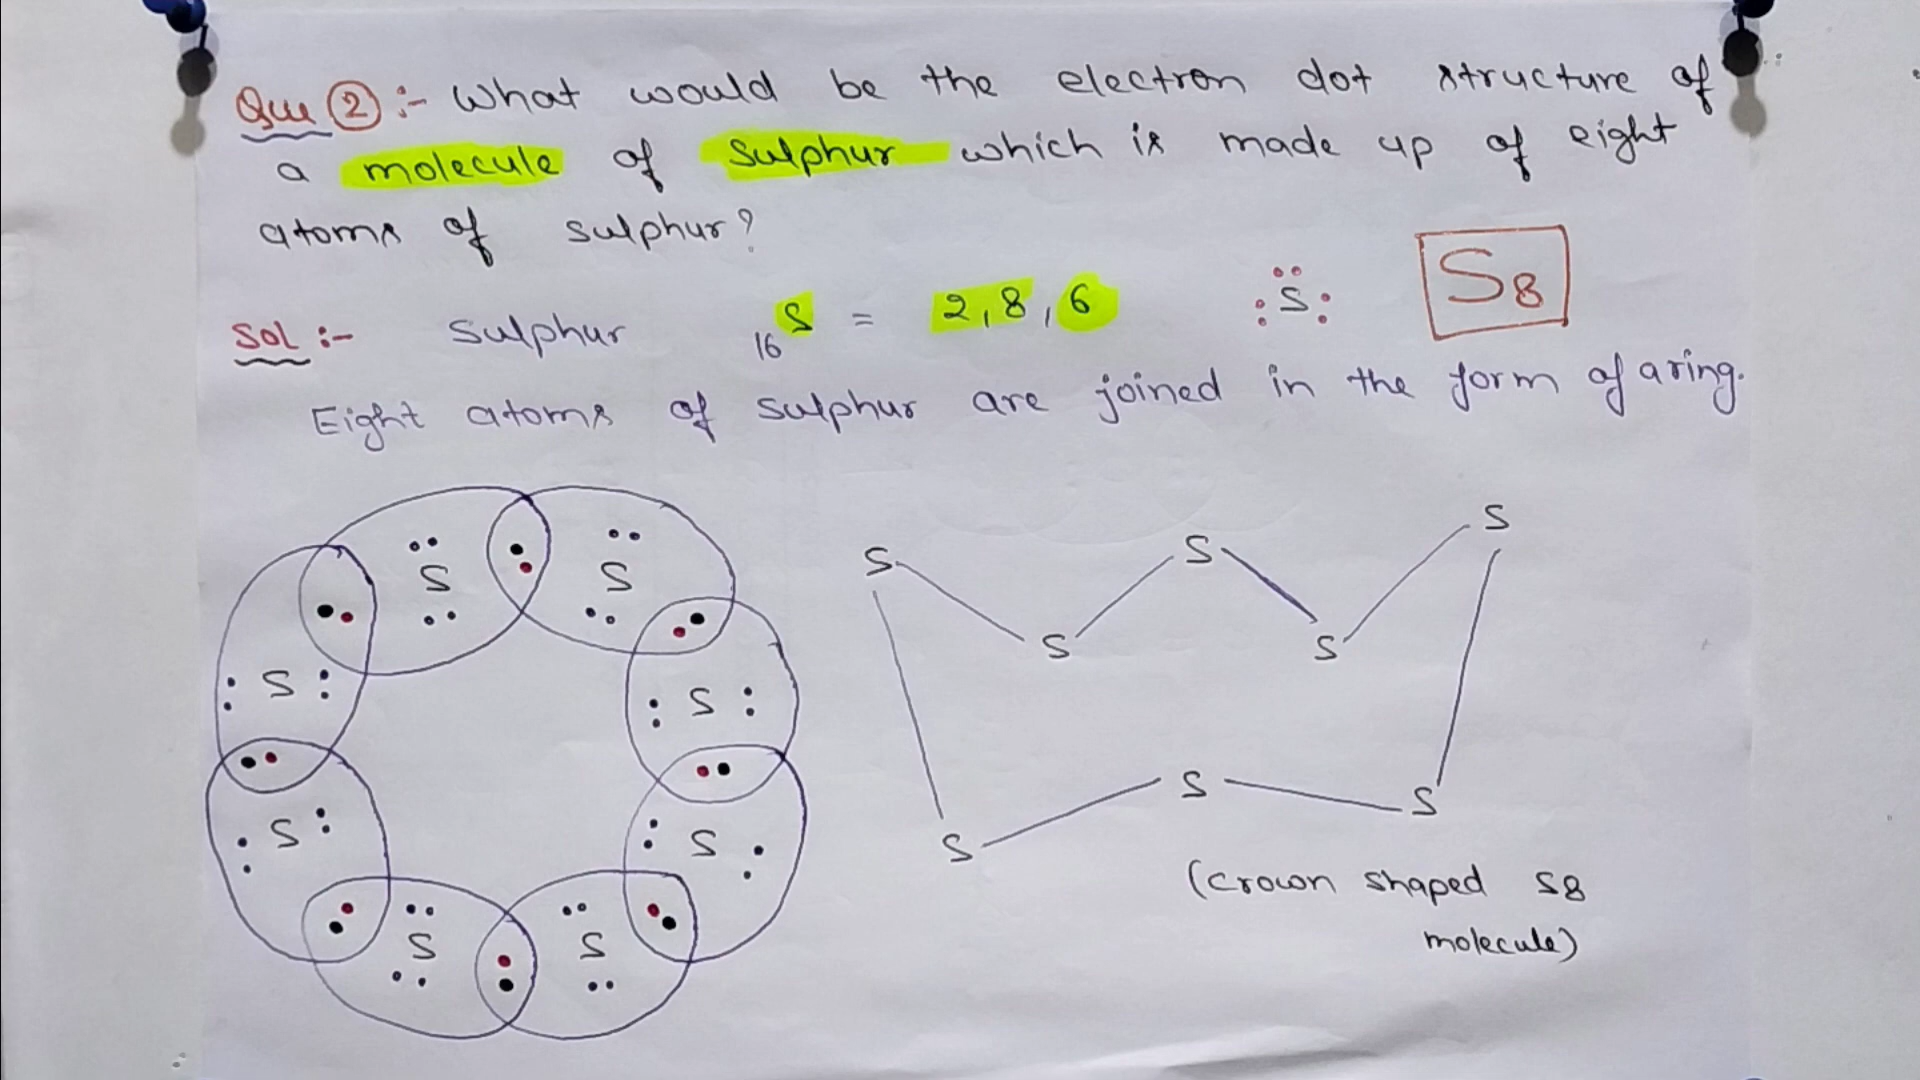 Que ② :- What would be the electron dot structure of
a molecule of sulphur which is made up of eight
atoms of sulphur?
Sol :- Sulphur 16 S = 2, 8, 6 S S8
Eight atoms of sulphur are joined in the form of a ring.
S S
S S
S S
S S
S S S S
S S
S S S
S
(crown shaped S8
molecule)